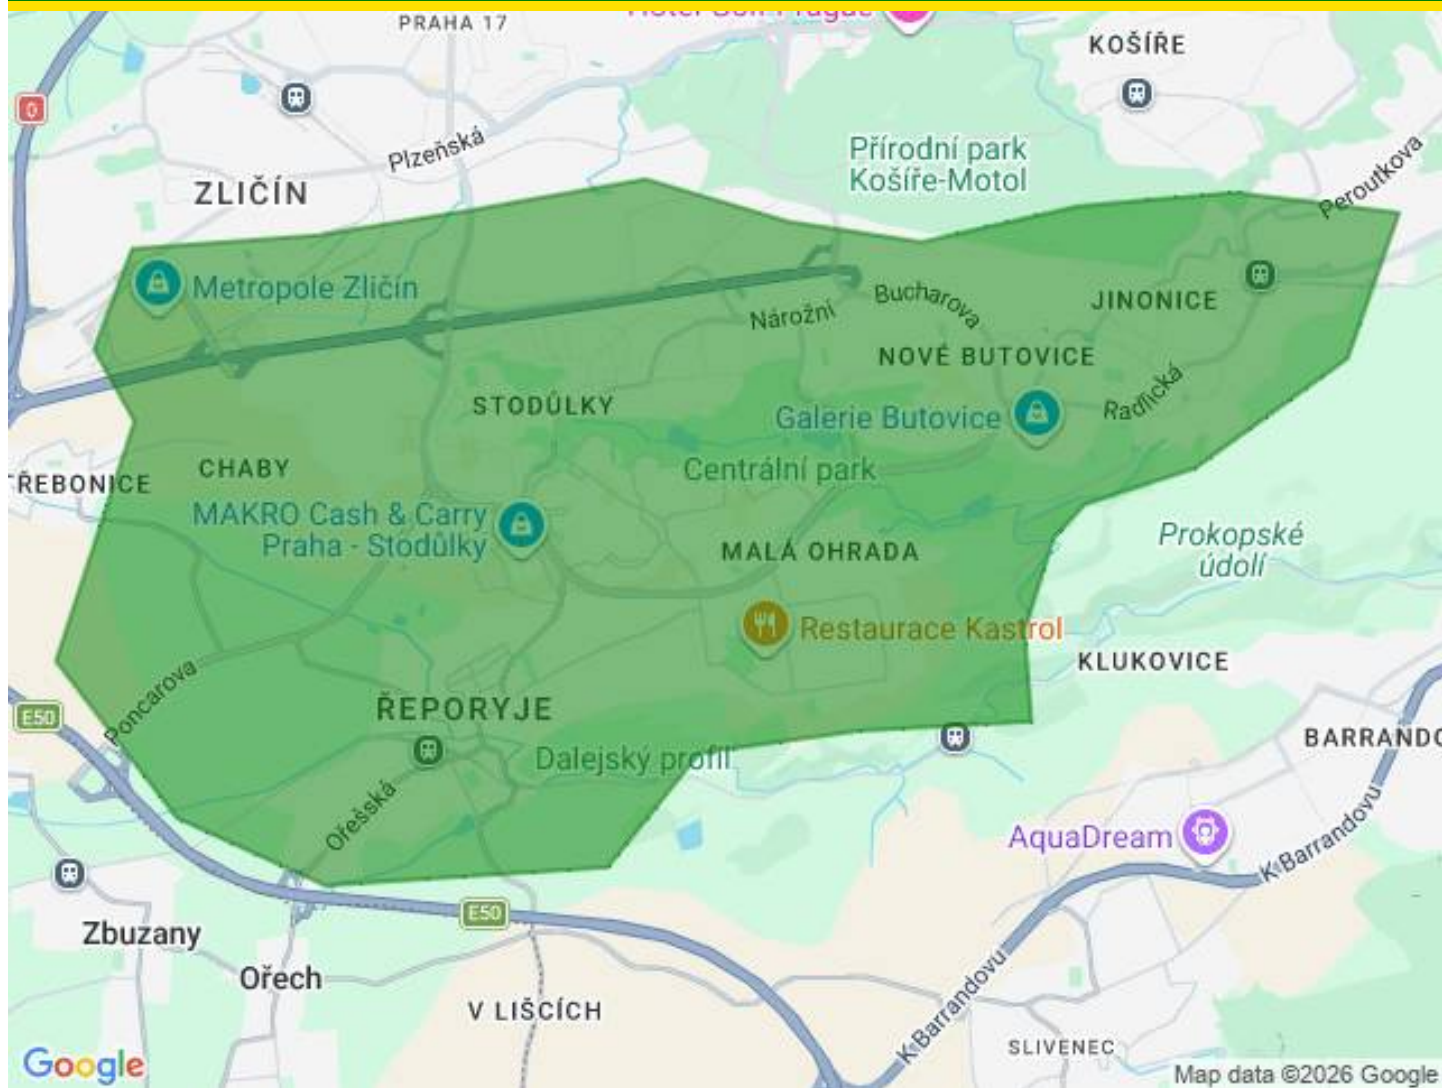 PRAHA 17
KOŠÍŘE
0
Plzeňská
Přírodní park
Košíře-Motol
Peroutkova
ZLIČÍN
Metropole Zličín
JINONICE
Bucharova
Nárožní
NOVÉ BUTOVICE
Radlická
STODŮLKY
Galerie Butovice
CHABY
Centrální park
ŘEBONICE
MAKRO Cash & Carry
Praha - Stodůlky
Prokopské
údolí
MALÁ OHRADA
Restaurace Kastrol
KLUKOVICE
Poncarova
E50
ŘEPORYJE
BARRANDO
Dalejský profil
Ořešská
AquaDream
K Barrandovu
E50
Zbuzany
Ořech
V LIŠCÍCH
K Barrandovu
SLIVENEC
Google
Map data ©2026 Google